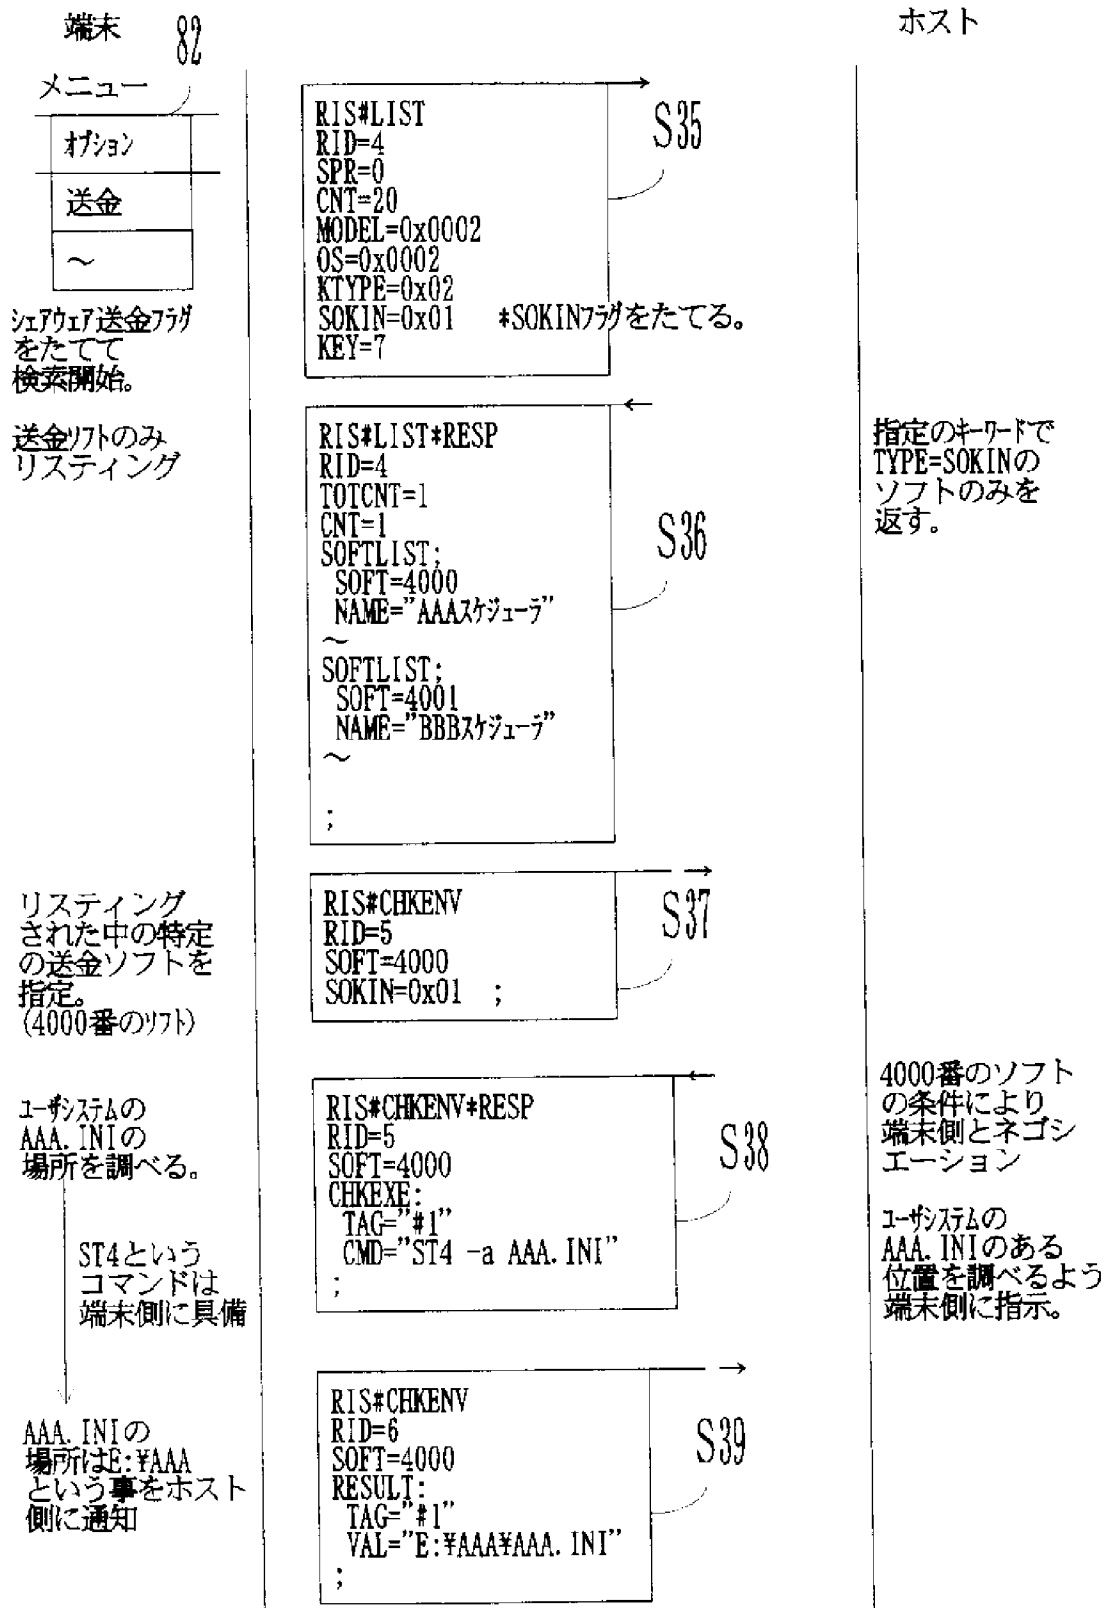 端末
82
ホスト
メニュー
オプション
送金
～
シェアウェア送金フラグ
をたてて
検索開始。
RIS#LIST
RID=4
SPR=0
CNT=20
MODEL=0x0002
OS=0x0002
KTYPE=0x02
SOKIN=0x01 *SOKINフラグをたてる。
KEY=7
S35
送金ソフトのみ
リスティング
RIS#LIST*RESP
RID=4
TOTCNT=1
CNT=1
SOFTLIST;
SOFT=4000
NAME="AAAスケジューラ"
～
SOFTLIST;
SOFT=4001
NAME="BBBスケジューラ"
～
;
S36
指定のキーワードで
TYPE=SOKINの
ソフトのみを
返す。
リスティング
された中の特定
の送金ソフトを
指定。
(4000番のソフト)
RIS#CHKENV
RID=5
SOFT=4000
SOKIN=0x01 ;
S37
ユーザシステムの
AAA.INIの
場所を調べる。
ST4という
コマンドは
端末側に具備
RIS#CHKENV*RESP
RID=5
SOFT=4000
CHKEXE:
TAG="#1"
CMD="ST4 -a AAA.INI"
;
S38
4000番のソフト
の条件により
端末側とネゴシ
エーション
ユーザシステムの
AAA.INIのある
位置を調べるよう
端末側に指示。
AAA.INIの
場所はE:¥AAA
という事をホスト
側に通知
RIS#CHKENV
RID=6
SOFT=4000
RESULT:
TAG="#1"
VAL="E:¥AAA¥AAA.INI"
;
S39